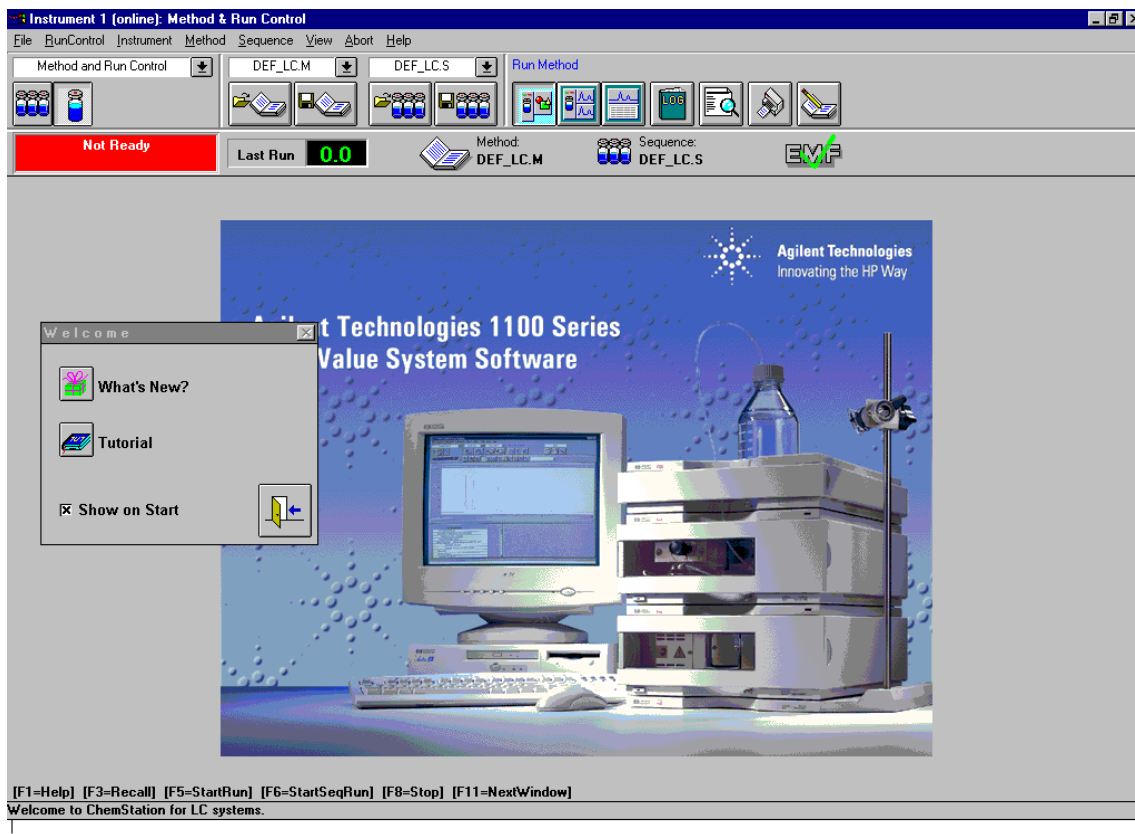 Instrument 1 (online): Method & Run Control
File RunControl Instrument Method Sequence View Abort Help
Method and Run Control DEF_LC.M DEF_LC.S Run Method
LOG
Not Ready
Last Run 0.0
Method:
DEF_LC.M
Sequence:
DEF_LC.S
EMF
Agilent Technologies
Innovating the HP Way
t Technologies 1100 Series
Value System Software
Welcome
What's New?
Tutorial
Show on Start
[F1=Help] [F3=Recall] [F5=StartRun] [F6=StartSeqRun] [F8=Stop] [F11=NextWindow]
Welcome to ChemStation for LC systems.